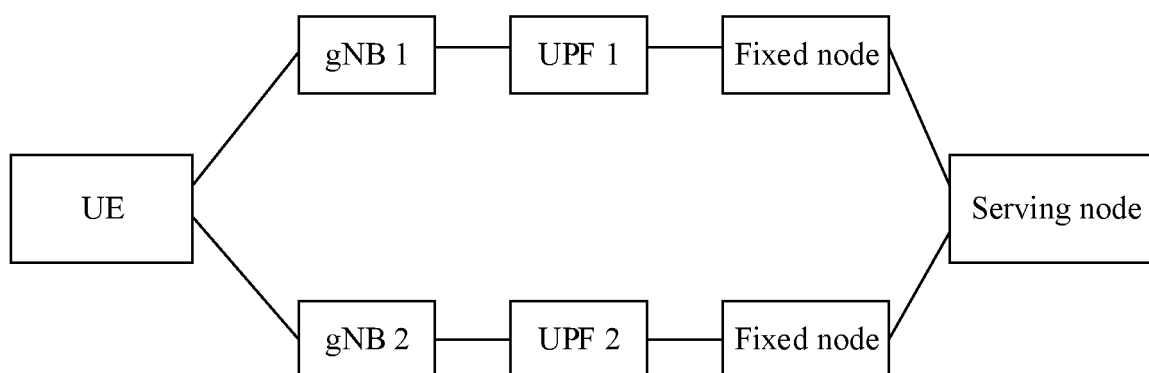 gNB 1
UPF 1
Fixed node
UE
Serving node
gNB 2
UPF 2
Fixed node